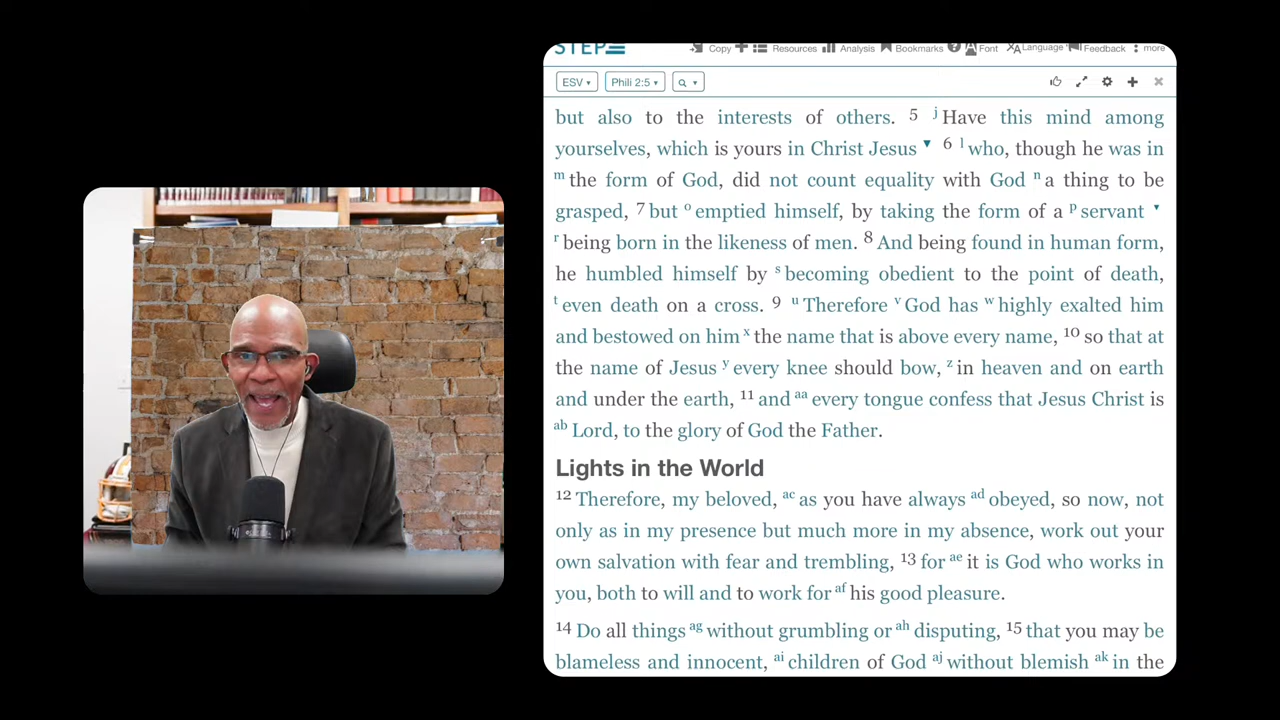 STEP
Copy Resources Analysis Bookmarks Font Language Feedback more
ESV Phili 2:5
but also to the interests of others. 5 j Have this mind among
yourselves, which is yours in Christ Jesus 6 l who, though he was in
m the form of God, did not count equality with God n a thing to be
grasped, 7 but o emptied himself, by taking the form of a p servant
r being born in the likeness of men. 8 And being found in human form,
he humbled himself by s becoming obedient to the point of death,
t even death on a cross. 9 u Therefore v God has w highly exalted him
and bestowed on him x the name that is above every name, 10 so that at
the name of Jesus y every knee should bow, z in heaven and on earth
and under the earth, 11 and aa every tongue confess that Jesus Christ is
ab Lord, to the glory of God the Father.
Lights in the World
12 Therefore, my beloved, ac as you have always ad obeyed, so now, not
only as in my presence but much more in my absence, work out your
own salvation with fear and trembling, 13 for ae it is God who works in
you, both to will and to work for af his good pleasure.
14 Do all things ag without grumbling or ah disputing, 15 that you may be
blameless and innocent, ai children of God aj without blemish ak in the